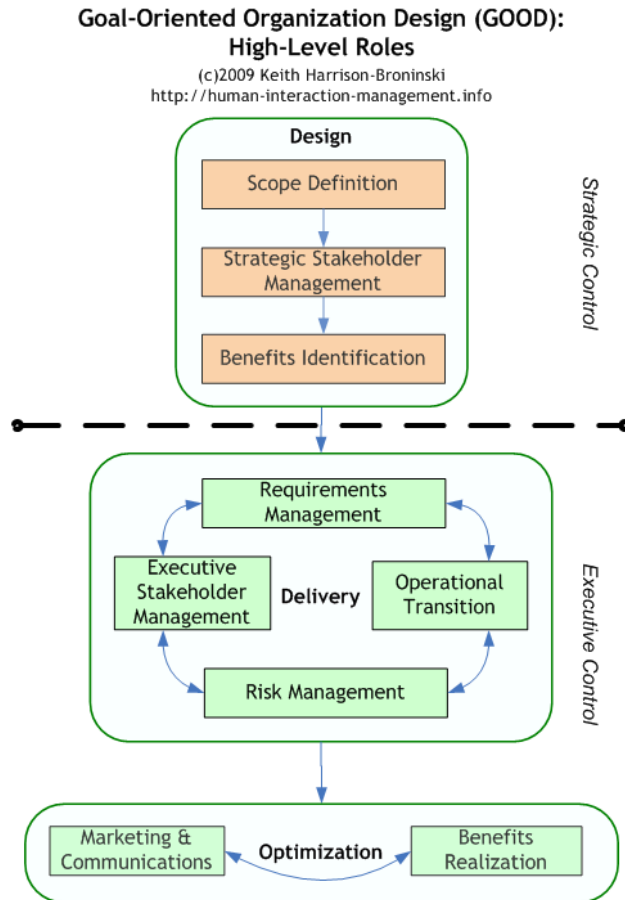 Goal-Oriented Organization Design (GOOD):
High-Level Roles
(c)2009 Keith Harrison-Broninski
http://human-interaction-management.info
Design
Scope Definition
Strategic Stakeholder
Management
Benefits Identification
Strategic Control
Requirements
Management
Executive
Stakeholder
Management
Delivery
Operational
Transition
Risk Management
Executive Control
Marketing &
Communications
Optimization
Benefits
Realization